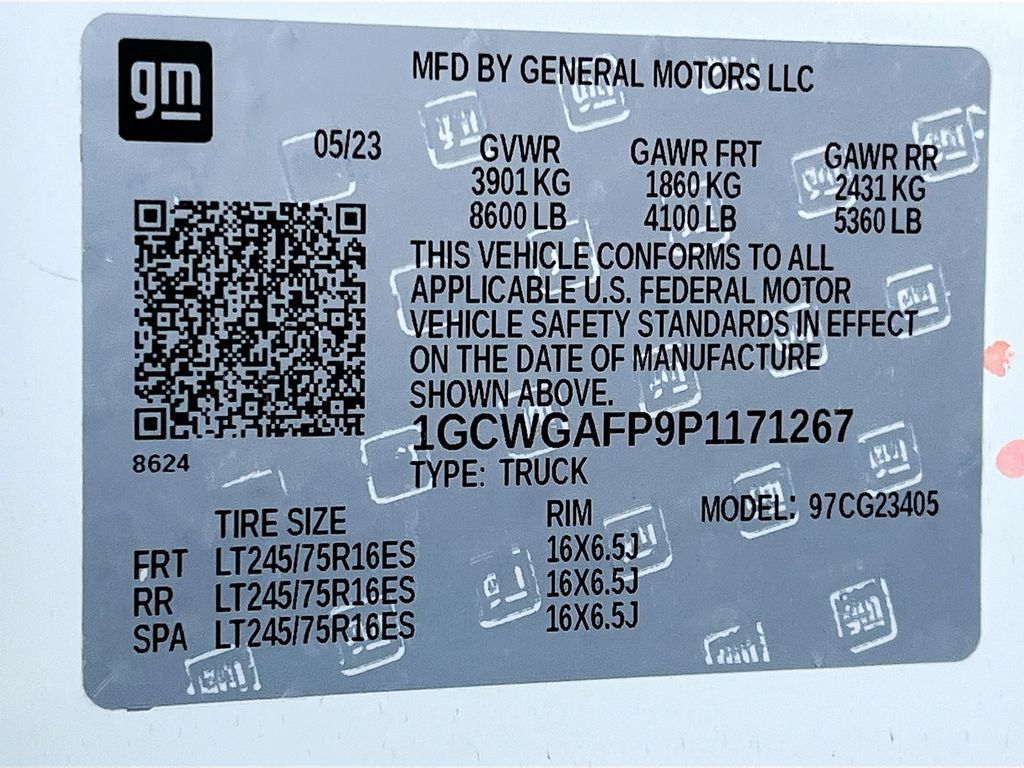 gm
MFD BY GENERAL MOTORS LLC
05/23
GVWR GAWR FRT GAWR RR
3901 KG 1860 KG 2431 KG
8600 LB 4100 LB 5360 LB
THIS VEHICLE CONFORMS TO ALL
APPLICABLE U.S. FEDERAL MOTOR
VEHICLE SAFETY STANDARDS IN EFFECT
ON THE DATE OF MANUFACTURE
SHOWN ABOVE.
1GCWGAFP9P1171267
8624
TYPE: TRUCK
MODEL: 97CG23405
TIRE SIZE RIM
FRT LT245/75R16ES 16X6.5J
RR LT245/75R16ES 16X6.5J
SPA LT245/75R16ES 16X6.5J